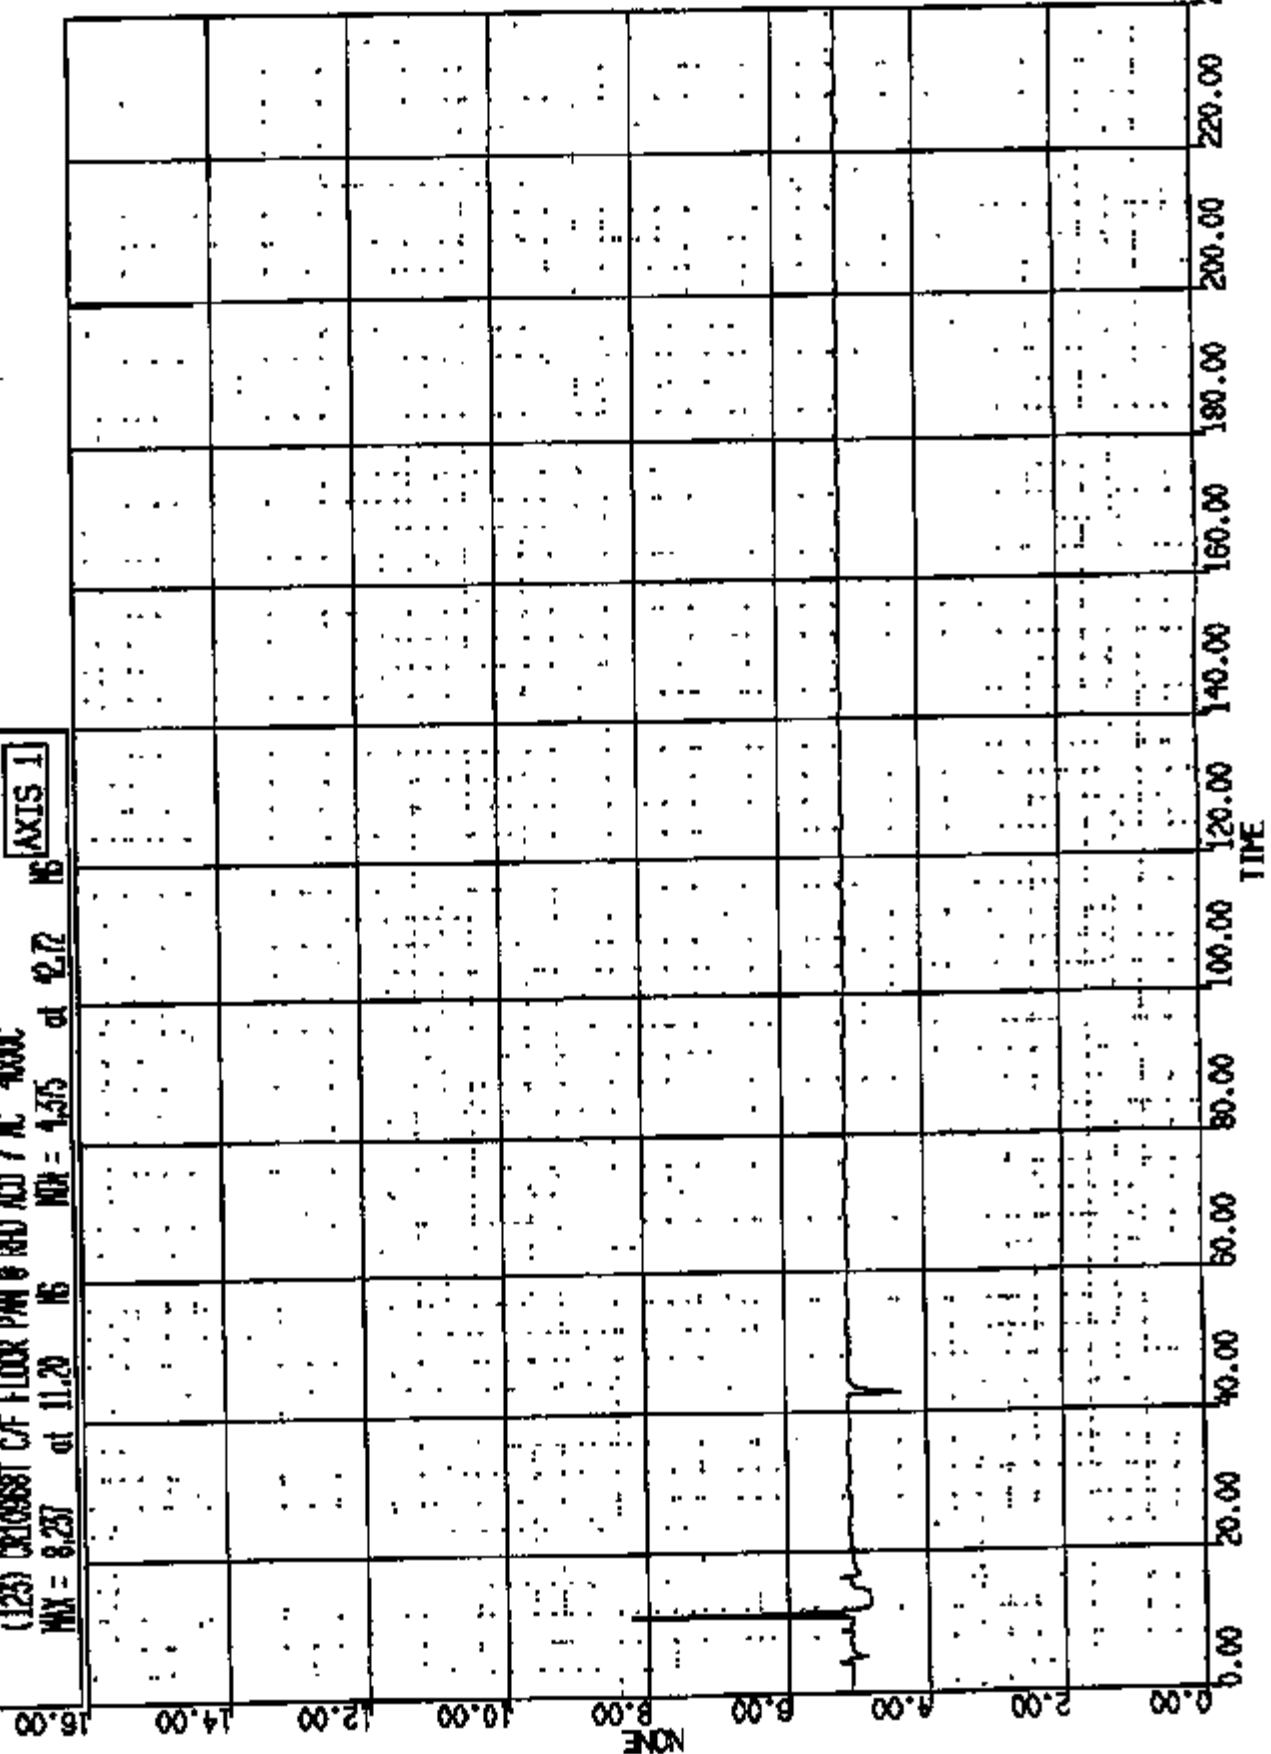 (123) CR10968T C/F FLOOR PAN @ RHD ACU / AC 4000C
MAX = 8.237 at 11.20 MS MIN = 4.375 at 42.72 MS
AXIS 1
16.00
14.00
12.00
10.00
8.00
6.00
4.00
2.00
0.00
NONE
0.00 20.00 40.00 60.00 80.00 100.00 120.00 140.00 160.00 180.00 200.00 220.00
TIME